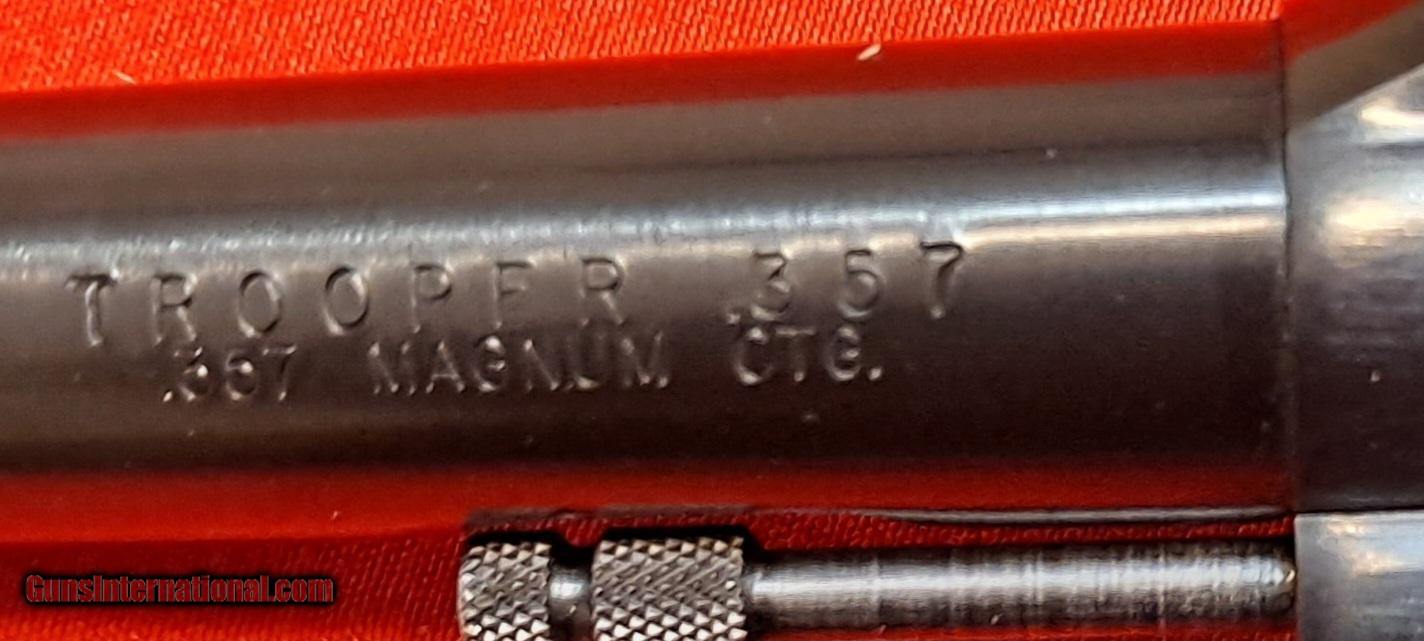 TROOPER .357
.357 MAGNUM CTG.
GunsInternational.com